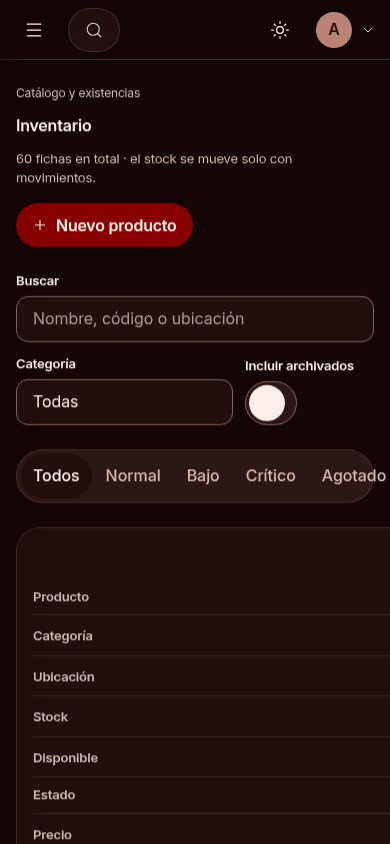 A
Catálogo y existencias
Inventario
60 fichas en total · el stock se mueve solo con
movimientos.
+ Nuevo producto
Buscar
Nombre, código o ubicación
Categoría
Incluir archivados
Todas
Todos Normal Bajo Crítico Agotado
Producto
Categoría
Ubicación
Stock
Disponible
Estado
Precio